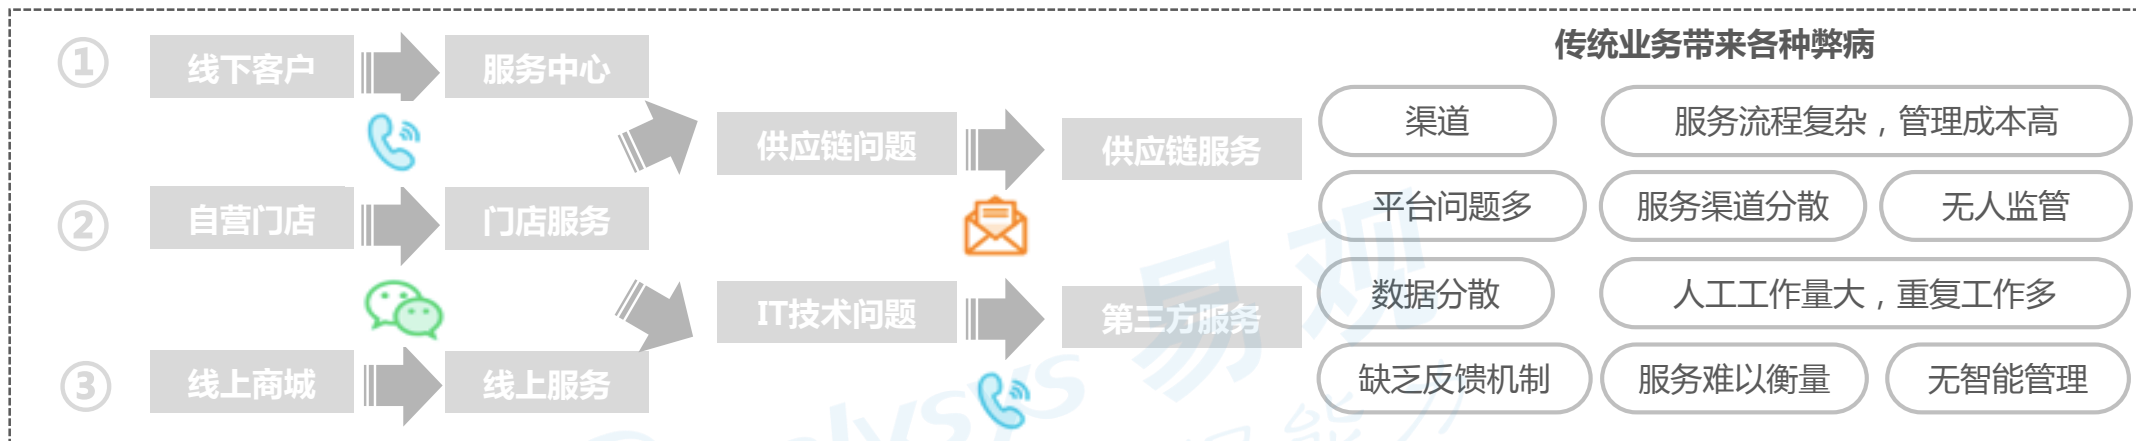 ① 线下客户 服务中心
② 自营门店 门店服务
③ 线上商城 线上服务
供应链问题 供应链服务
IT技术问题 第三方服务
传统业务带来各种弊病
渠道 服务流程复杂，管理成本高
平台问题多 服务渠道分散 无人监管
数据分散 人工工作量大，重复工作多
缺乏反馈机制 服务难以衡量 无智能管理
易观